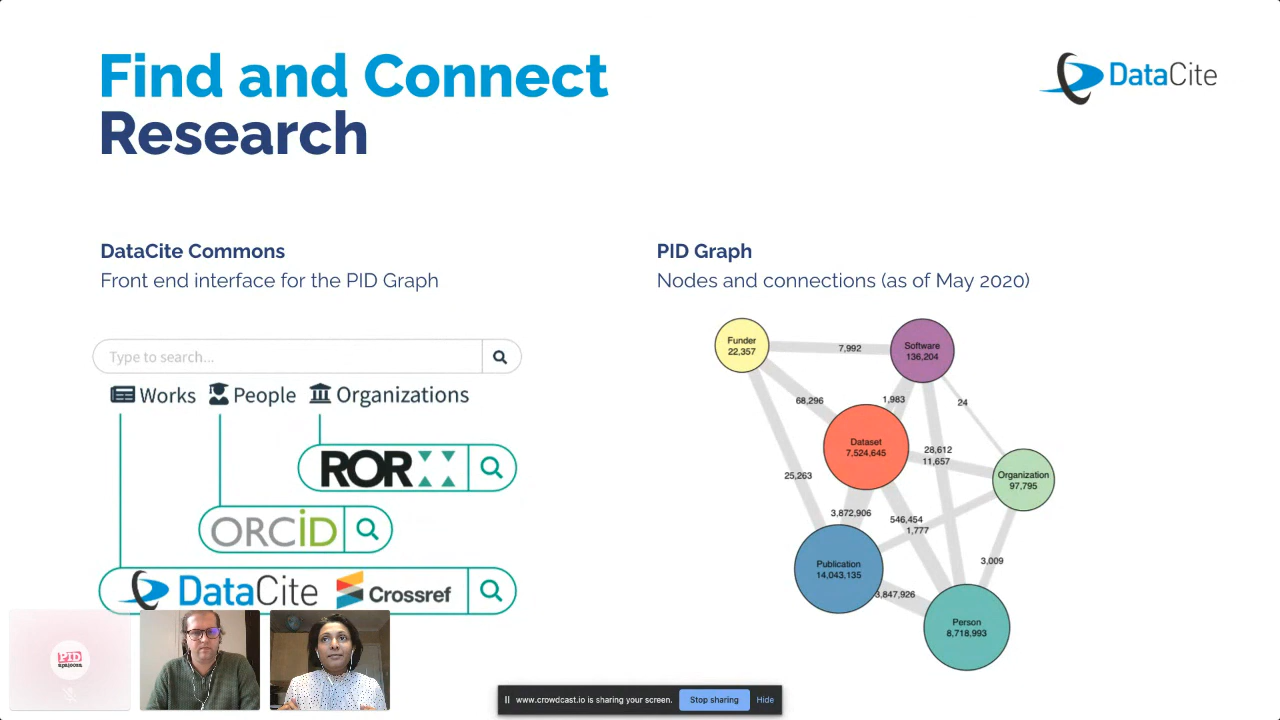 Find and Connect
Research
DataCite
DataCite Commons
Front end interface for the PID Graph
PID Graph
Nodes and connections (as of May 2020)
Type to search...
Works People Organizations
ROR
ORCID
DataCite Crossref
Funder
22,357
7,992
Software
136,204
68,296
1,983
24
Dataset
7,524,645
28,612
11,657
25,263
Organization
97,795
3,872,906
546,454
1,777
Publication
14,043,135
3,009
3,847,926
Person
8,718,993
PID
apalooza
www.crowdcast.io is sharing your screen.
Stop sharing
Hide